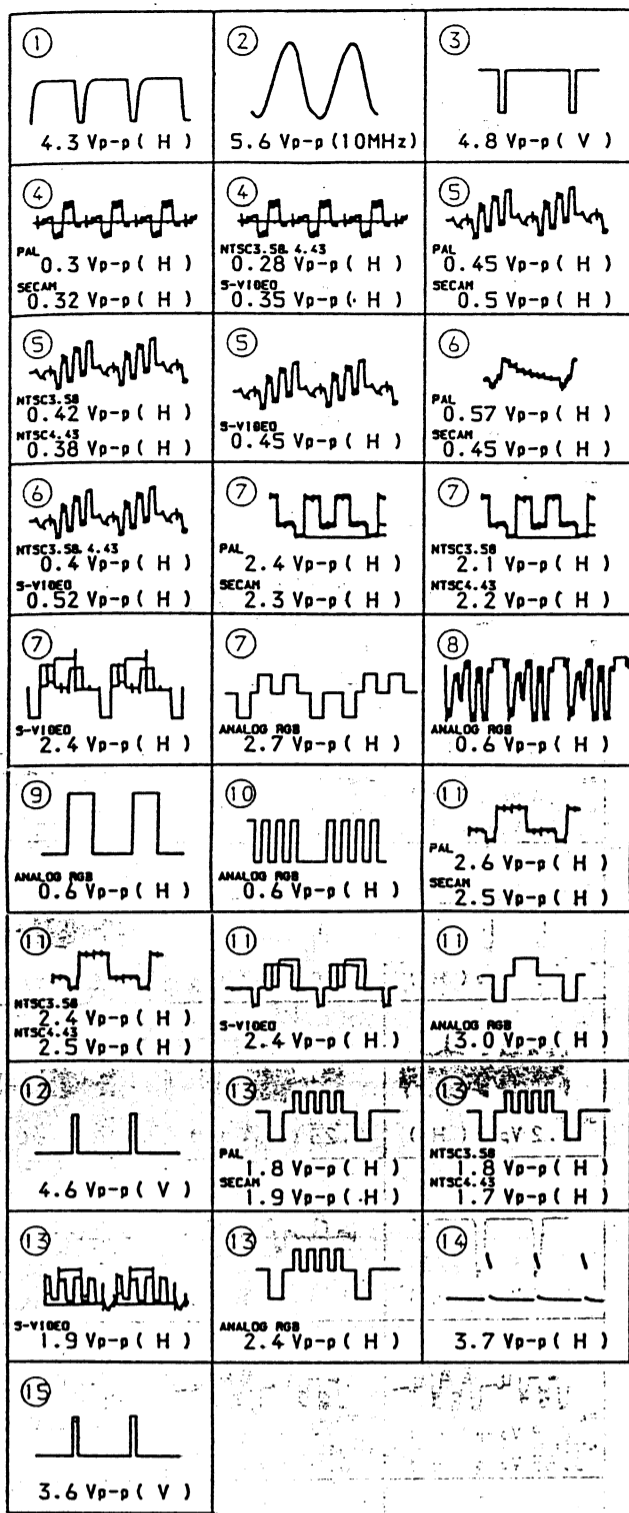 ①
4.3 Vp-p ( H )
②
5.6 Vp-p (10MHz)
③
4.8 Vp-p ( V )
④
PAL
0.3 Vp-p ( H )
SECAM
0.32 Vp-p ( H )
④
NTSC3.58 4.43
0.28 Vp-p ( H )
S-VIDEO
0.35 Vp-p ( H )
⑤
PAL
0.45 Vp-p ( H )
SECAM
0.5 Vp-p ( H )
⑤
NTSC3.58
0.42 Vp-p ( H )
NTSC4.43
0.38 Vp-p ( H )
⑤
S-VIDEO
0.45 Vp-p ( H )
⑥
PAL
0.57 Vp-p ( H )
SECAM
0.45 Vp-p ( H )
⑥
NTSC3.58 4.43
0.4 Vp-p ( H )
S-VIDEO
0.52 Vp-p ( H )
⑦
PAL
2.4 Vp-p ( H )
SECAM
2.3 Vp-p ( H )
⑦
NTSC3.58
2.1 Vp-p ( H )
NTSC4.43
2.2 Vp-p ( H )
⑦
S-VIDEO
2.4 Vp-p ( H )
⑦
ANALOG RGB
2.7 Vp-p ( H )
⑧
ANALOG RGB
0.6 Vp-p ( H )
⑨
ANALOG RGB
0.6 Vp-p ( H )
⑩
ANALOG RGB
0.6 Vp-p ( H )
⑪
PAL
2.6 Vp-p ( H )
SECAM
2.5 Vp-p ( H )
⑪
NTSC3.58
2.4 Vp-p ( H )
NTSC4.43
2.5 Vp-p ( H )
⑪
S-VIDEO
2.4 Vp-p ( H )
⑪
ANALOG RGB
3.0 Vp-p ( H )
⑫
4.6 Vp-p ( V )
⑬
PAL
1.8 Vp-p ( H )
SECAM
1.9 Vp-p ( H )
⑬
NTSC3.58
1.8 Vp-p ( H )
NTSC4.43
1.7 Vp-p ( H )
⑬
S-VIDEO
1.9 Vp-p ( H )
⑬
ANALOG RGB
2.4 Vp-p ( H )
⑭
3.7 Vp-p ( H )
⑮
3.6 Vp-p ( V )